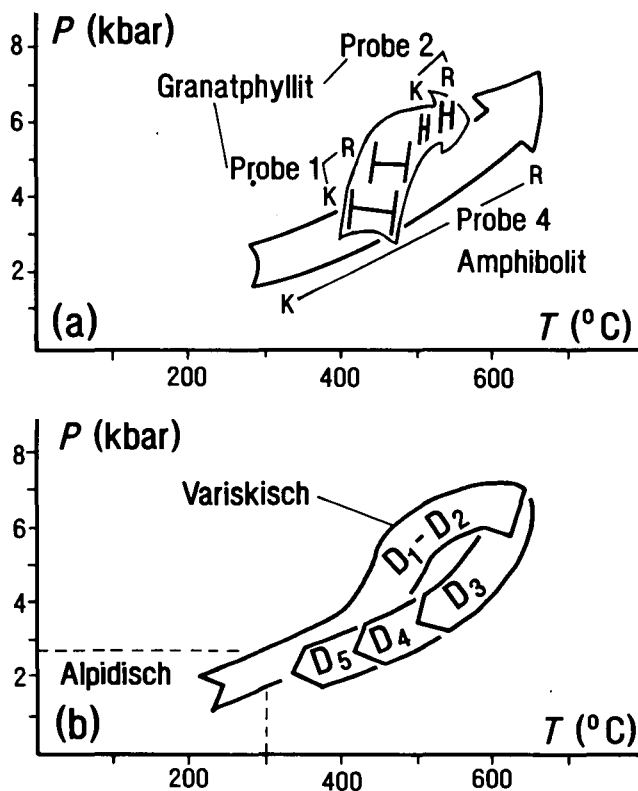 P (kbar)
(a)
Probe 2
K R
Granatphyllit
Probe 1
R
K
R
Probe 4
Amphibolit
K
8
6
4
2
T (°C)
200
400
600
P (kbar)
8
Variskisch
6
D1-D2
4
D3
D4
D5
Alpidisch
2
(b)
T (°C)
200
400
600